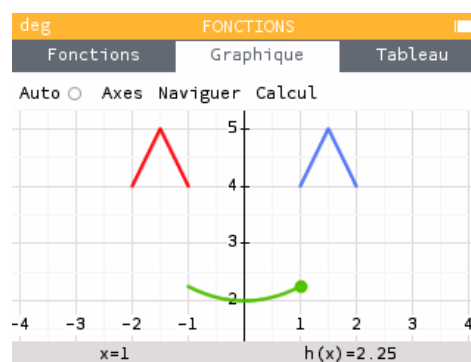 deg FONCTIONS
Fonctions Graphique Tableau
Auto Axes Naviguer Calcul
5
4
3
2
-4 -3 -2 -1 1 2 3 4
x=1 h(x)=2.25